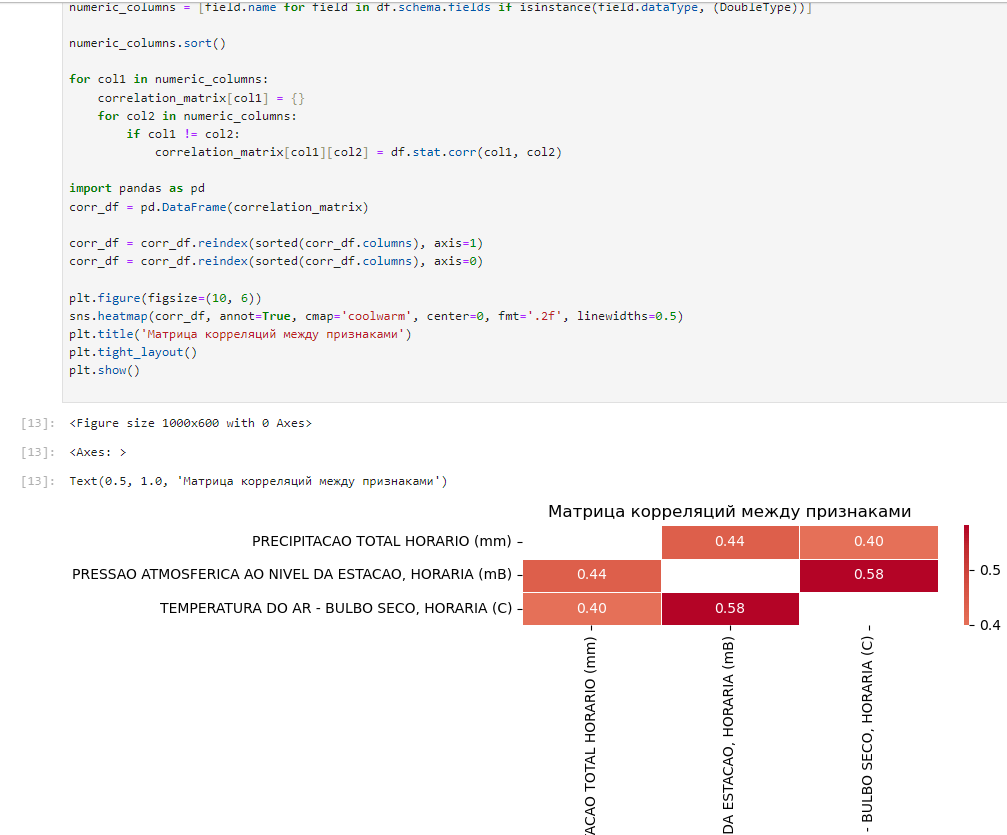 numeric_columns = [field.name for field in df.schema.fields if isinstance(field.dataType, (DoubleType))]
numeric_columns.sort()
for col1 in numeric_columns:
    correlation_matrix[col1] = {}
    for col2 in numeric_columns:
        if col1 != col2:
            correlation_matrix[col1][col2] = df.stat.corr(col1, col2)
import pandas as pd
corr_df = pd.DataFrame(correlation_matrix)
corr_df = corr_df.reindex(sorted(corr_df.columns), axis=1)
corr_df = corr_df.reindex(sorted(corr_df.columns), axis=0)
plt.figure(figsize=(10, 6))
sns.heatmap(corr_df, annot=True, cmap='coolwarm', center=0, fmt='.2f', linewidths=0.5)
plt.title('Матрица корреляций между признаками')
plt.tight_layout()
plt.show()
[13]: <Figure size 1000x600 with 0 Axes>
[13]: <Axes: >
[13]: Text(0.5, 1.0, 'Матрица корреляций между признаками')
Матрица корреляций между признаками
PRECIPITACAO TOTAL HORARIO (mm) 0.44 0.40
PRESSAO ATMOSFERICA AO NIVEL DA ESTACAO, HORARIA (mB) 0.44 0.58
TEMPERATURA DO AR - BULBO SECO, HORARIA (C) 0.40 0.58
0.5
0.4
TACAO TOTAL HORARIO (mm)
DA ESTACAO, HORARIA (mB)
- BULBO SECO, HORARIA (C)